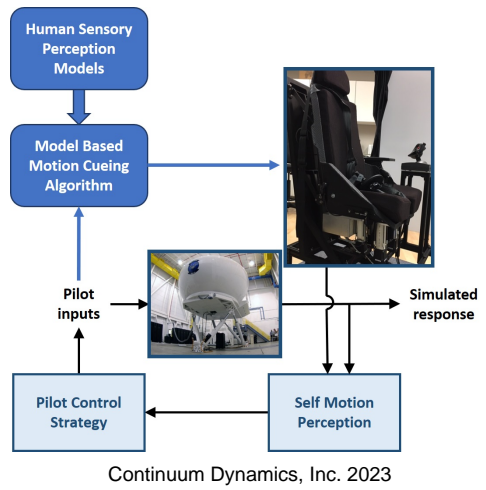 Human Sensory
Perception
Models
Model Based
Motion Cueing
Algorithm
Pilot
inputs
Simulated
response
Pilot Control
Strategy
Self Motion
Perception
Continuum Dynamics, Inc. 2023